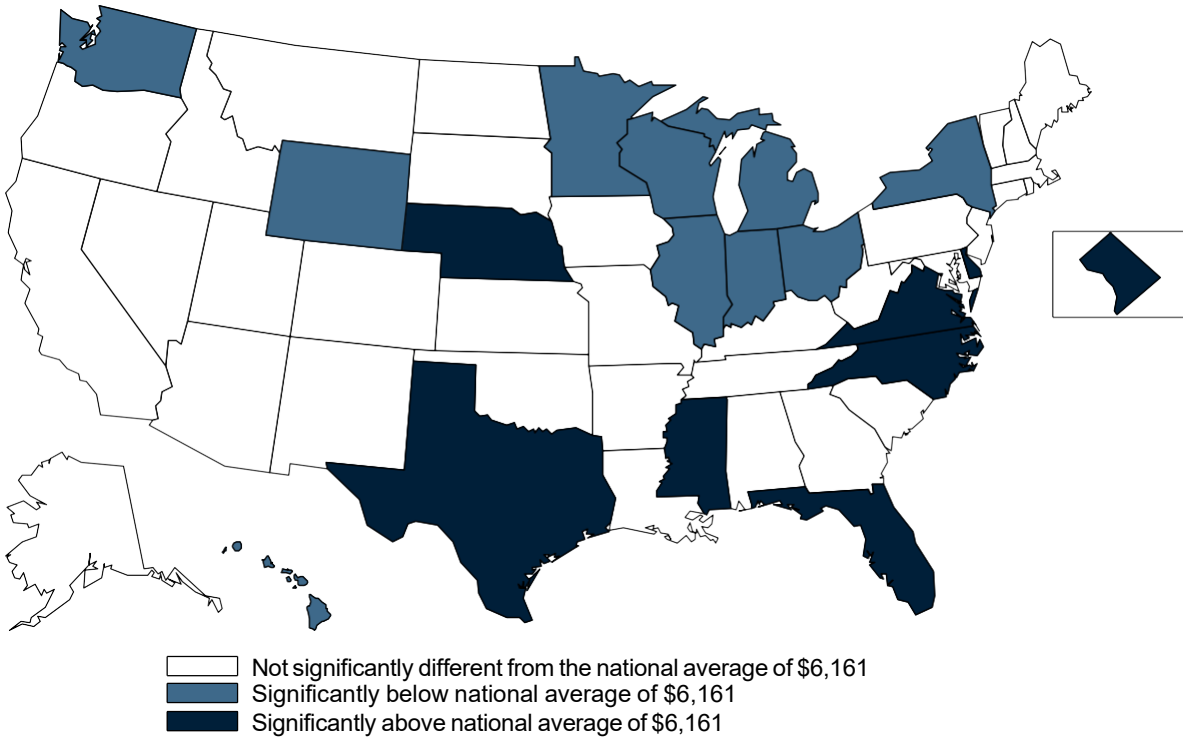 Not significantly different from the national average of $6,161
Significantly below national average of $6,161
Significantly above national average of $6,161